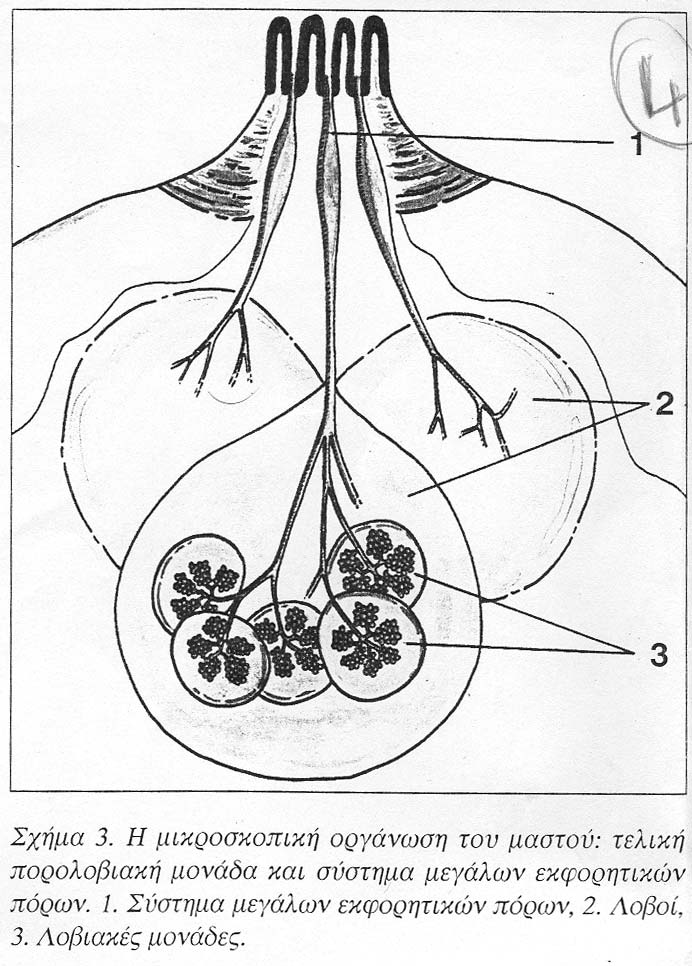 4
1
2
3
Σχήμα 3. Η μικροσκοπική οργάνωση του μαστού: τελική
πορολοβιακή μονάδα και σύστημα μεγάλων εκφορητικών
πόρων. 1. Σύστημα μεγάλων εκφορητικών πόρων, 2. Λοβοί,
3. Λοβιακές μονάδες.